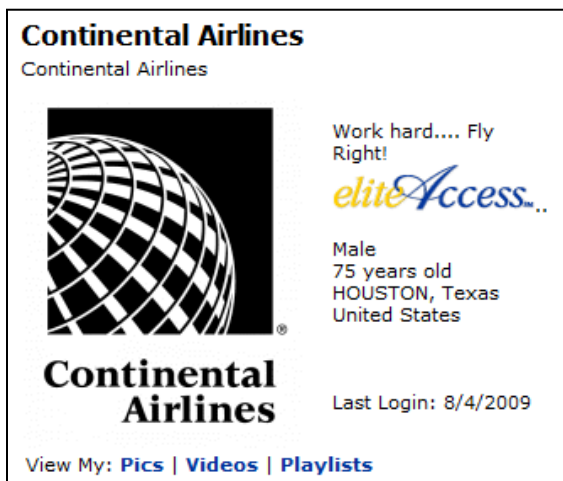 Continental Airlines
Continental Airlines
Work hard.... Fly
Right!
eliteAccess℠..
Male
75 years old
HOUSTON, Texas
United States
®
Continental
Airlines
Last Login: 8/4/2009
View My: Pics | Videos | Playlists